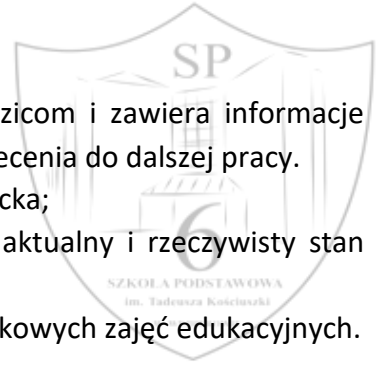 SP
zicom i zawiera informacje
ecenia do dalszej pracy.
cka;
aktualny i rzeczywisty stan
6
SZKOŁA PODSTAWOWA
im. Tadeusza Kościuszki
kowych zajęć edukacyjnych.